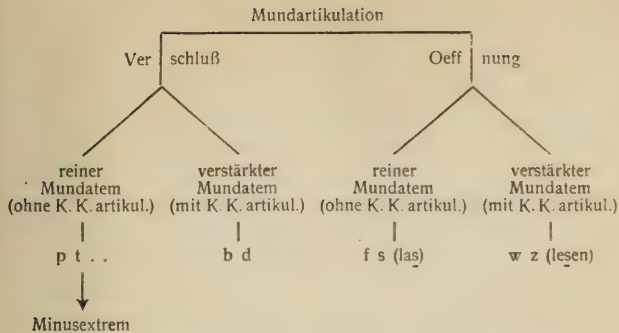 Mundartikulation
Ver schluß Oeff nung
reiner verstärkter reiner verstärkter
Mundatem Mundatem Mundatem Mundatem
(ohne K. K. artikul.) (mit K. K. artikul.) (ohne K. K. artikul.) (mit K. K. artikul.)
p t . . b d f s (las) w z (lesen)
Minusextrem